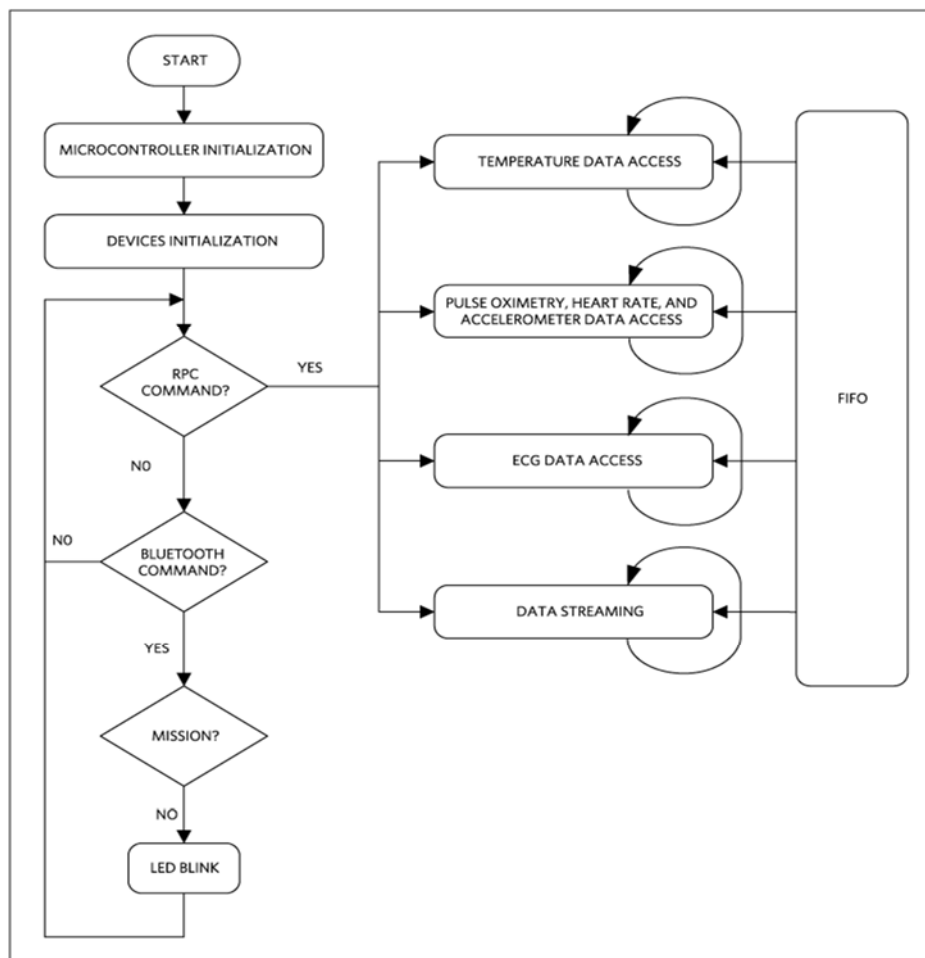 START
MICROCONTROLLER INITIALIZATION
DEVICES INITIALIZATION
RPC
COMMAND?
YES
N0
BLUETOOTH
COMMAND?
N0
YES
MISSION?
NO
LED BLINK
TEMPERATURE DATA ACCESS
PULSE OXIMETRY, HEART RATE, AND
ACCELEROMETER DATA ACCESS
ECG DATA ACCESS
DATA STREAMING
FIFO